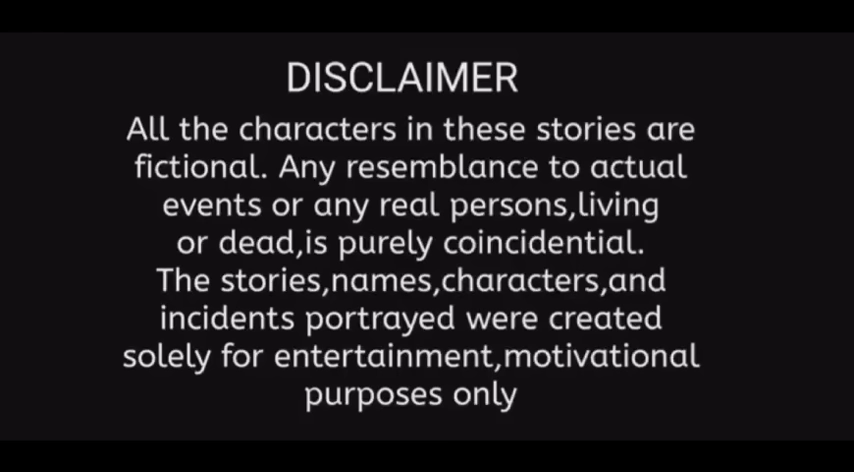 DISCLAIMER
All the characters in these stories are
fictional. Any resemblance to actual
events or any real persons,living
or dead,is purely coincidential.
The stories,names,characters,and
incidents portrayed were created
solely for entertainment,motivational
purposes only